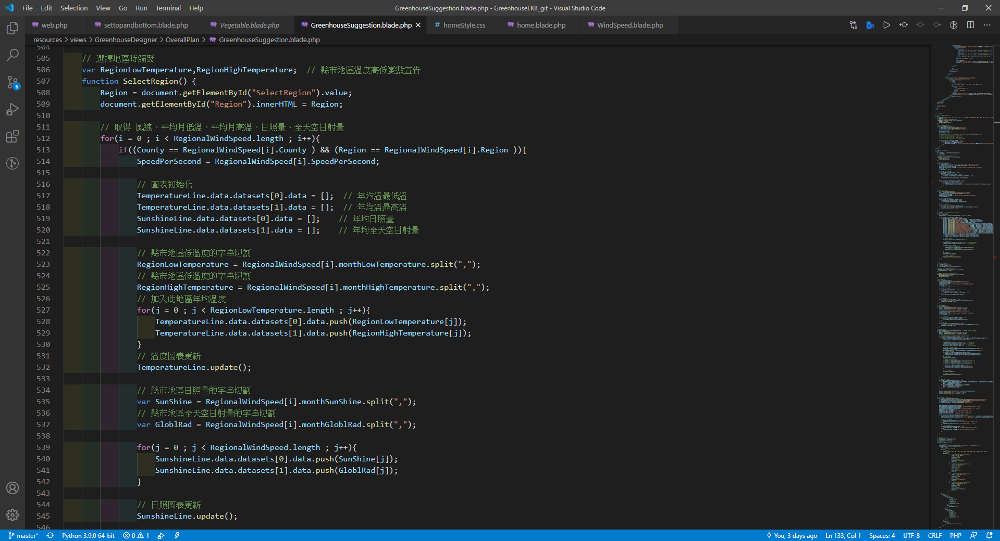 File Edit Selection View Go Run Terminal Help GreenhouseSuggestion.blade.php - GreenhouseEKB_git - Visual Studio Code
web.php settopandbottom.blade.php Vegetable.blade.php GreenhouseSuggestion.blade.php homeStyle.css home.blade.php WindSpeed.blade.php
resources > views > GreenhouseDesigner > OverallPlan > GreenhouseSuggestion.blade.php
504
505 // 選擇地區時觸發
506 var RegionLowTemperature,RegionHighTemperature; // 縣市地區溫度高低變數宣告
507 function SelectRegion() {
508 Region = document.getElementById("SelectRegion").value;
509 document.getElementById("Region").innerHTML = Region;
510
511 // 取得 風速、平均月低溫、平均月高溫、日照量、全天空日射量
512 for(i = 0 ; i < RegionalWindSpeed.length ; i++){
513 if((County == RegionalWindSpeed[i].County ) && (Region == RegionalWindSpeed[i].Region )){
514 SpeedPerSecond = RegionalWindSpeed[i].SpeedPerSecond;
515
516 // 圖表初始化
517 TemperatureLine.data.datasets[0].data = []; // 年均溫最低溫
518 TemperatureLine.data.datasets[1].data = []; // 年均溫最高溫
519 SunshineLine.data.datasets[0].data = []; // 年均日照量
520 SunshineLine.data.datasets[1].data = []; // 年均全天空日射量
521
522 // 縣市地區低溫度的字串切割
523 RegionLowTemperature = RegionalWindSpeed[i].monthLowTemperature.split(",");
524 // 縣市地區低溫度的字串切割
525 RegionHighTemperature = RegionalWindSpeed[i].monthHighTemperature.split(",");
526 // 加入此地區年均溫度
527 for(j = 0 ; j < RegionLowTemperature.length ; j++){
528 TemperatureLine.data.datasets[0].data.push(RegionLowTemperature[j]);
529 TemperatureLine.data.datasets[1].data.push(RegionHighTemperature[j]);
530 }
531 // 溫度圖表更新
532 TemperatureLine.update();
533
534 // 縣市地區日照量的字串切割
535 var SunShine = RegionalWindSpeed[i].monthSunShine.split(",");
536 // 縣市地區全天空日射量的字串切割
537 var GloblRad = RegionalWindSpeed[i].monthGloblRad.split(",");
538
539 for(j = 0 ; j < RegionalWindSpeed.length ; j++){
540 SunshineLine.data.datasets[0].data.push(SunShine[j]);
541 SunshineLine.data.datasets[1].data.push(GloblRad[j]);
542 }
543
544 // 日照圖表更新
545 SunshineLine.update();
546
6
master* Python 3.9.0 64-bit 0 1 You, 3 days ago Ln 133, Col 1 Spaces: 4 UTF-8 CRLF PHP